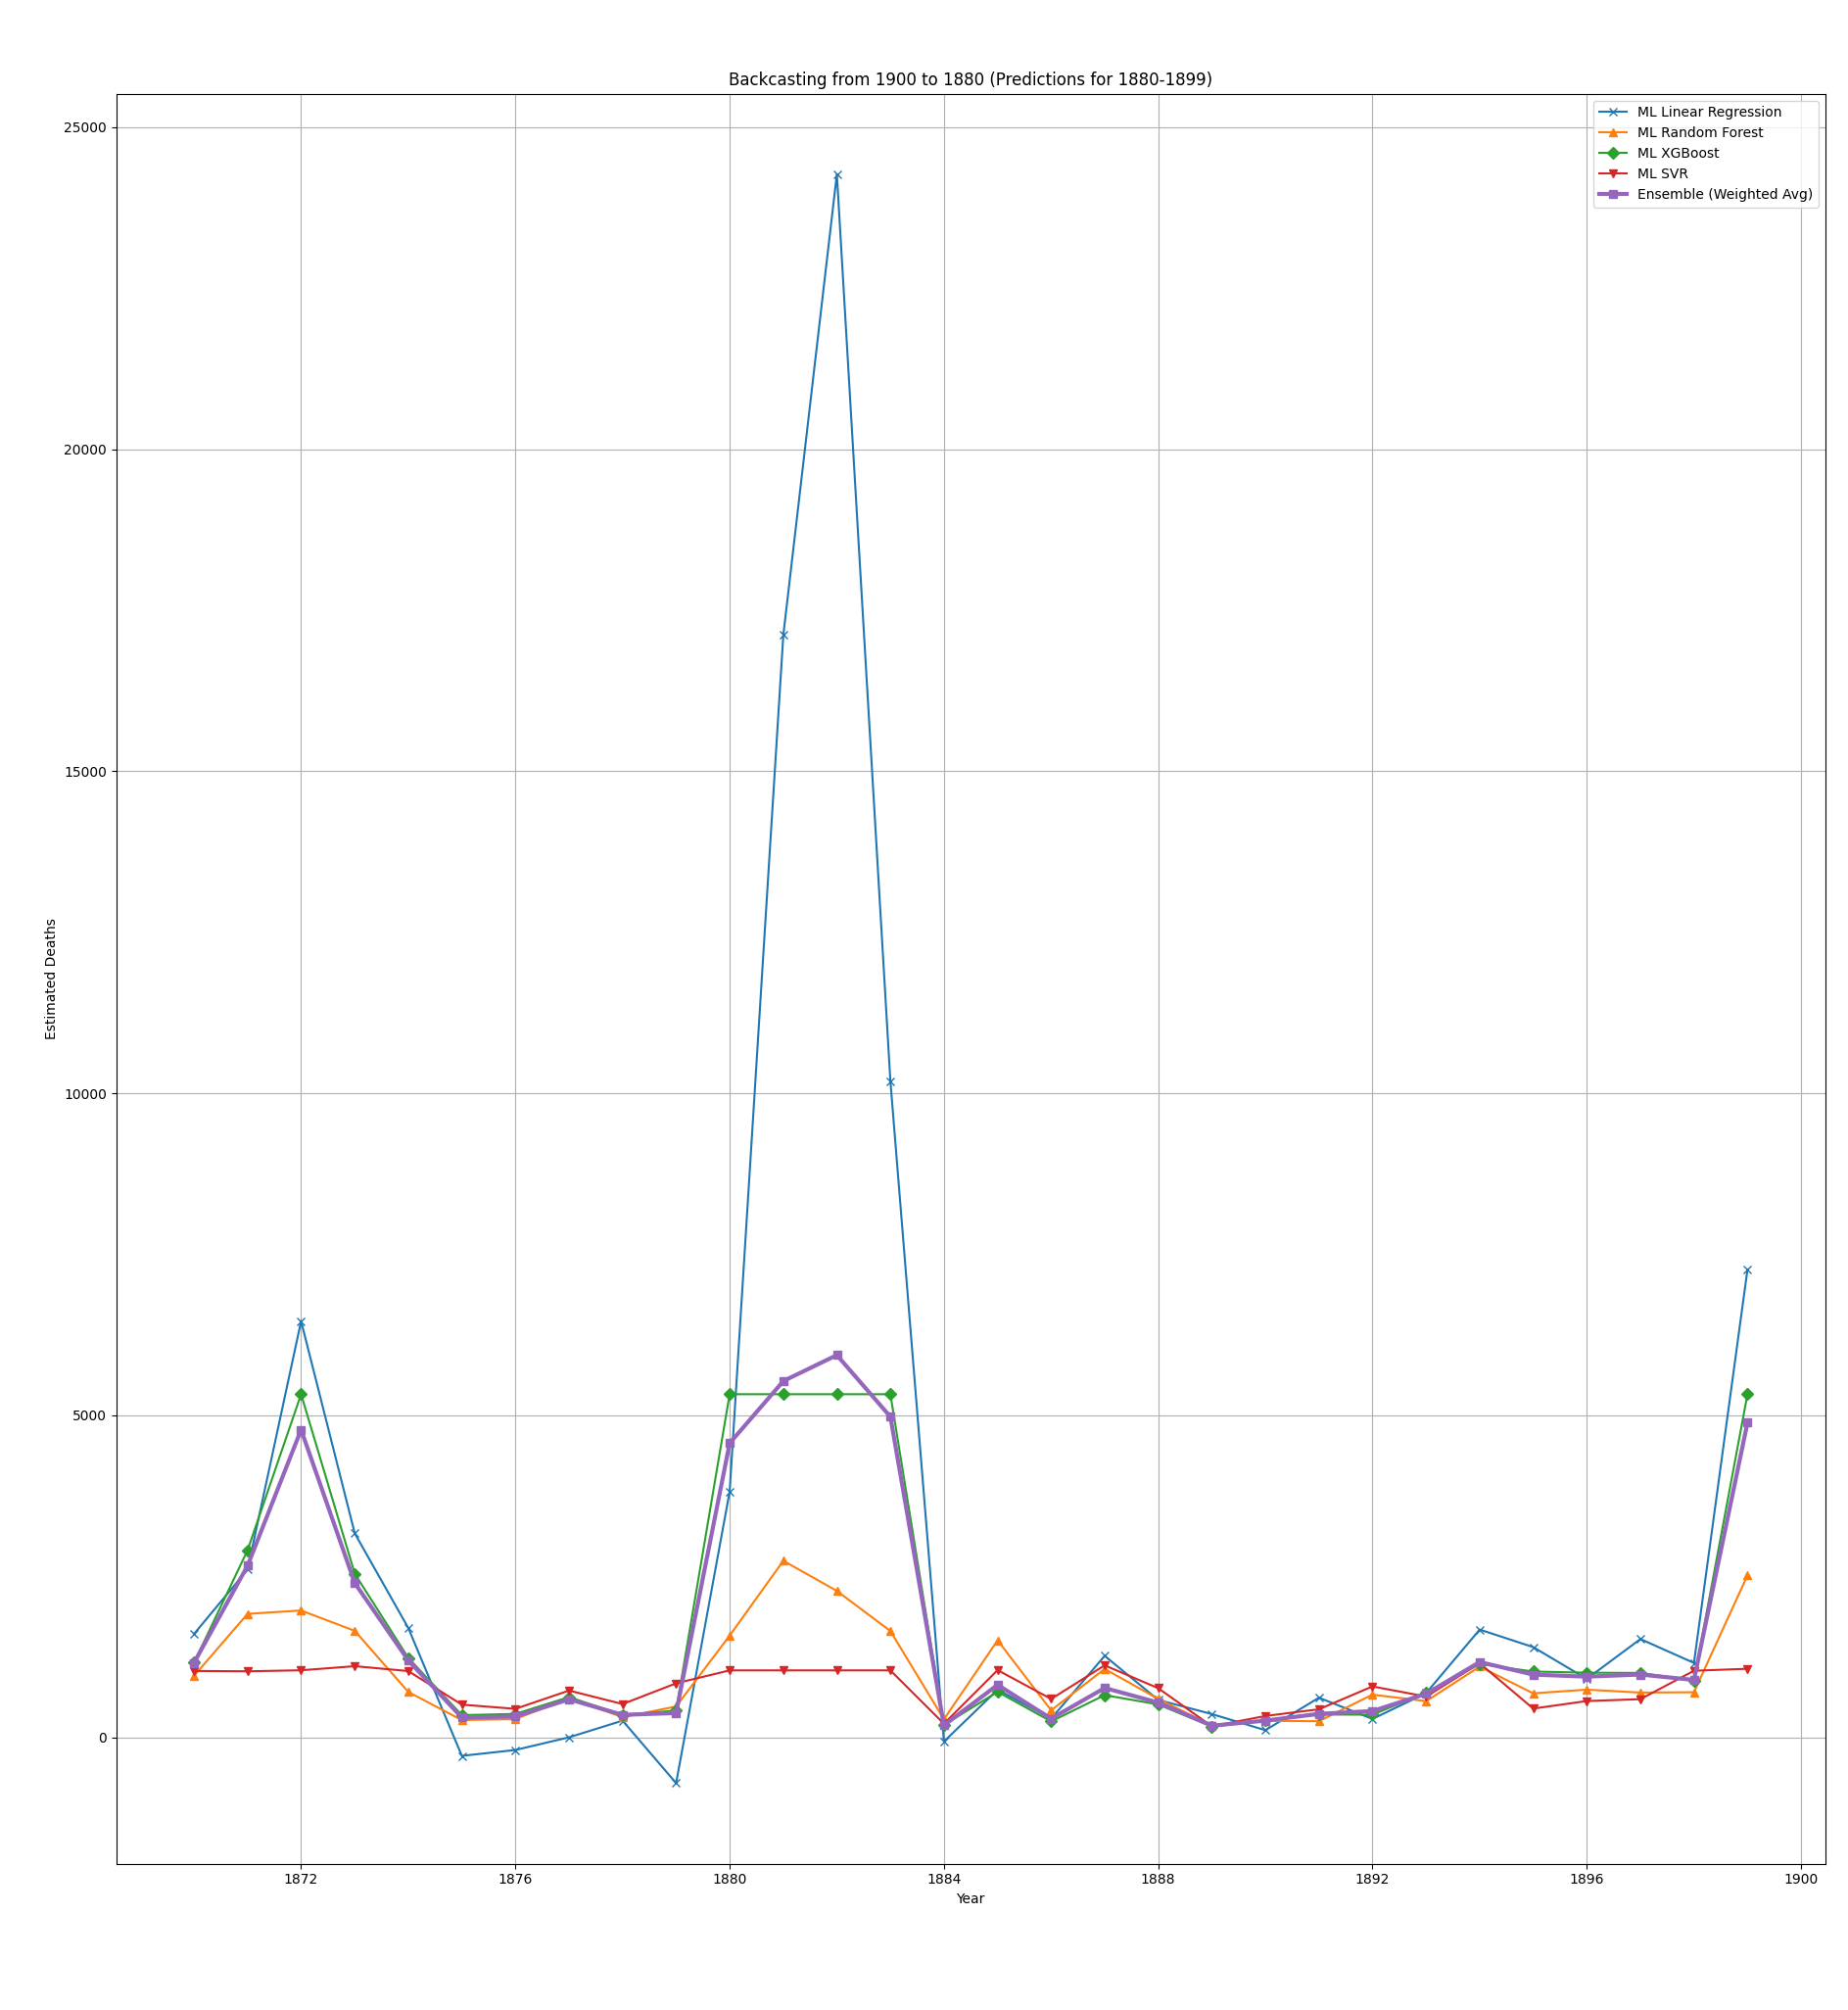 Backcasting from 1900 to 1880 (Predictions for 1880-1899)
ML Linear Regression
ML Random Forest
ML XGBoost
ML SVR
Ensemble (Weighted Avg)
25000
20000
15000
10000
5000
0
Estimated Deaths
1872 1876 1880 1884 1888 1892 1896 1900
Year